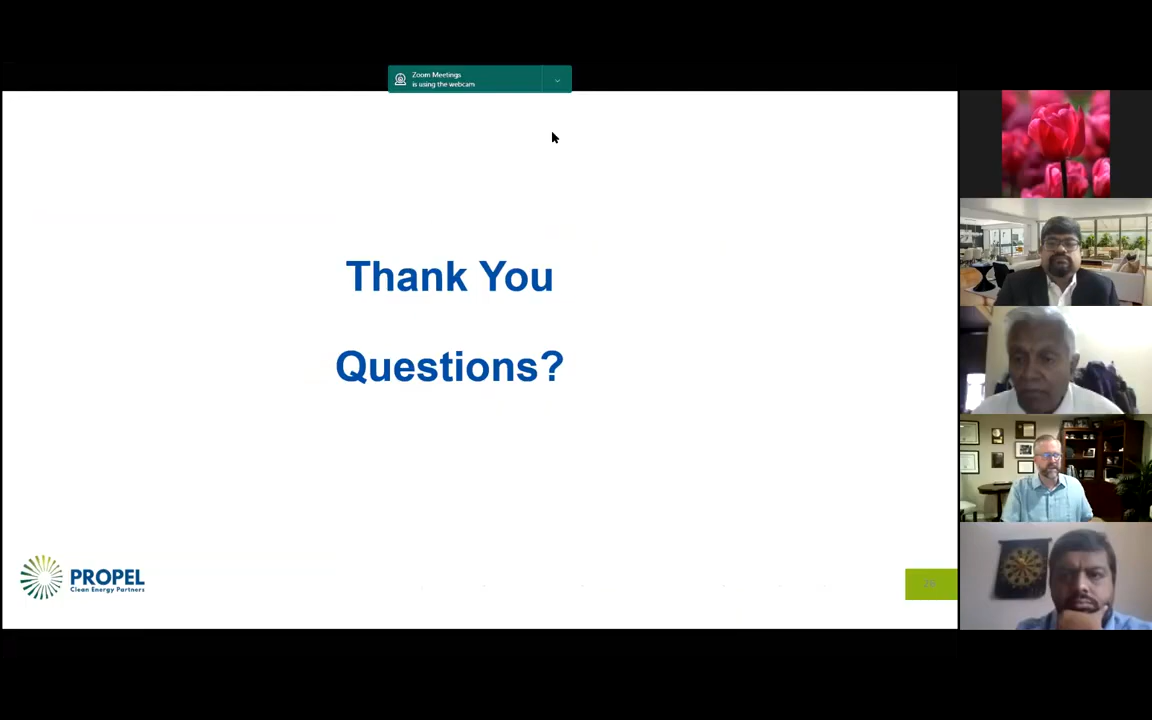 Zoom Meetings
is using the webcam
Thank You
Questions?
PROPEL
Clean Energy Partners